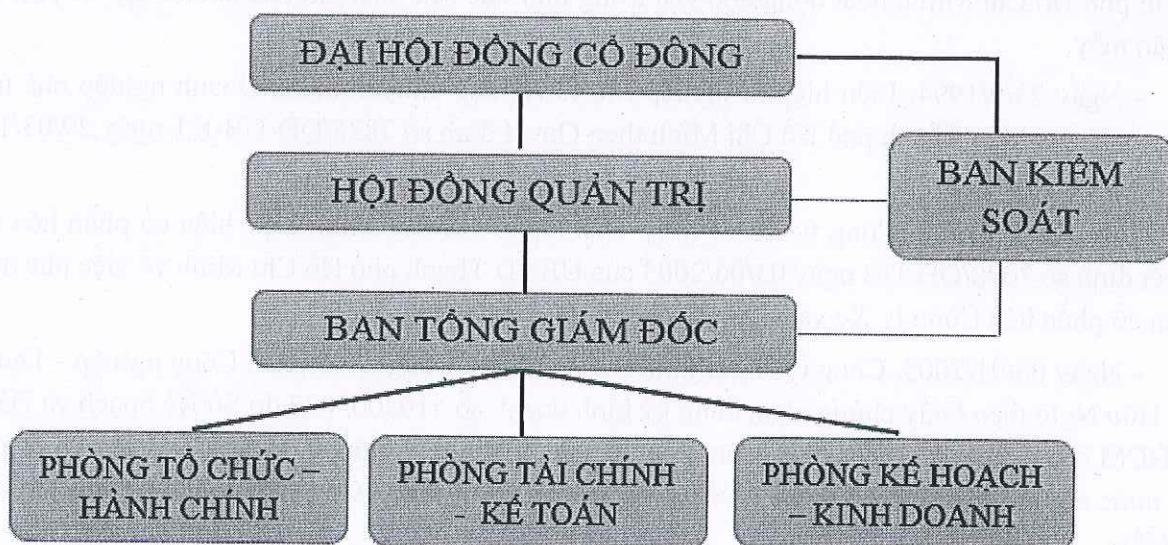 ĐẠI HỘI ĐỒNG CỔ ĐÔNG
HỘI ĐỒNG QUẢN TRỊ
BAN KIỂM
SOÁT
BAN TỔNG GIÁM ĐỐC
PHÒNG TỔ CHỨC –
HÀNH CHÍNH
PHÒNG TÀI CHÍNH
– KẾ TOÁN
PHÒNG KẾ HOẠCH
– KINH DOANH